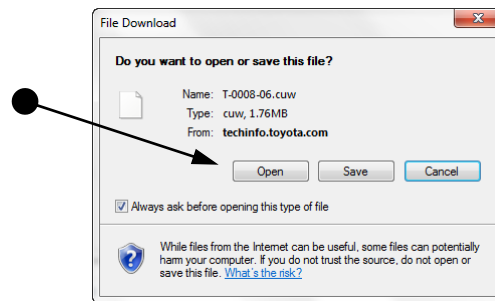 File Download
Do you want to open or save this file?
Name: T-0008-06.cuw
Type: cuw, 1.76MB
From: techinfo.toyota.com
Open Save Cancel
Always ask before opening this type of file
While files from the Internet can be useful, some files can potentially
harm your computer. If you do not trust the source, do not open or
save this file. What's the risk?